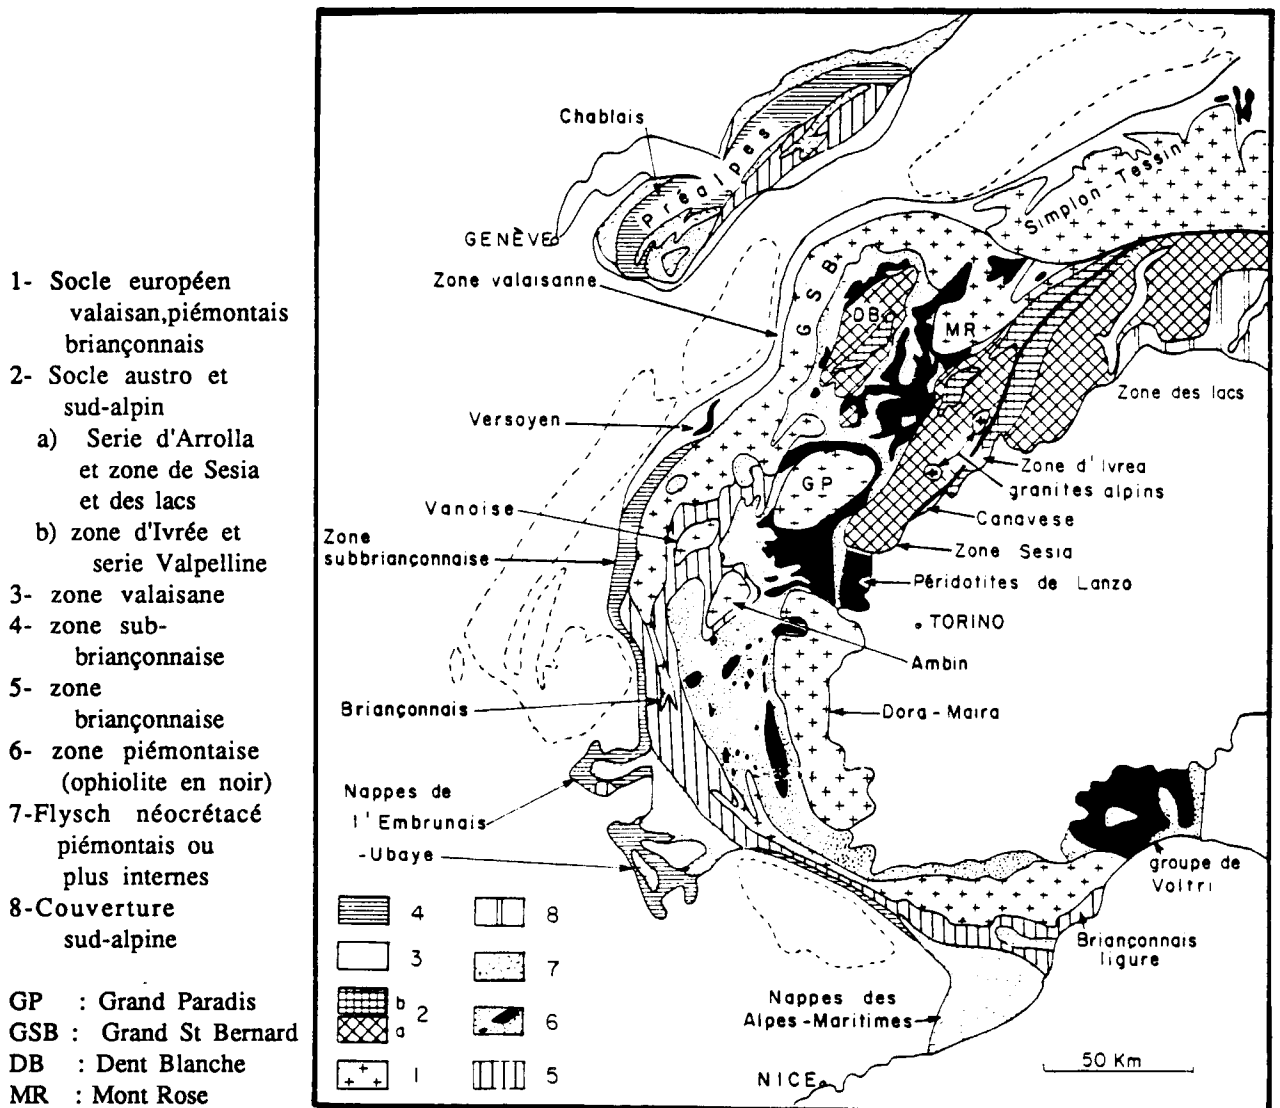 1- Socle européen
valaisan,piémontais
briançonnais
2- Socle austro et
sud-alpin
a) Serie d'Arrolla
et zone de Sesia
et des lacs
b) zone d'Ivrée et
serie Valpelline
3- zone valaisane
4- zone sub-
briançonnaise
5- zone
briançonnaise
6- zone piémontaise
(ophiolite en noir)
7-Flysch néocrétacé
piémontais ou
plus internes
8-Couverture
sud-alpine
GP : Grand Paradis
GSB : Grand St Bernard
DB : Dent Blanche
MR : Mont Rose
Chablais
Préalpes
GENÈVE
Simplon-Tessin
Zone valaisanne
GSB
DB
MR
Zone des lacs
Versoyen
Zone d'Ivrea
granites alpins
GP
Vanoise
Canavese
Zone
subbriançonnaise
Zone Sesia
Péridotites de Lanzo
TORINO
Ambin
Briançonnais
Dora-Maira
Nappes de
l'Embrunais
-Ubaye
groupe de
Voltri
Briançonnais
ligure
Nappes des
Alpes-Maritimes
NICE
50 Km
4
8
3
7
b
2
a
6
1
5